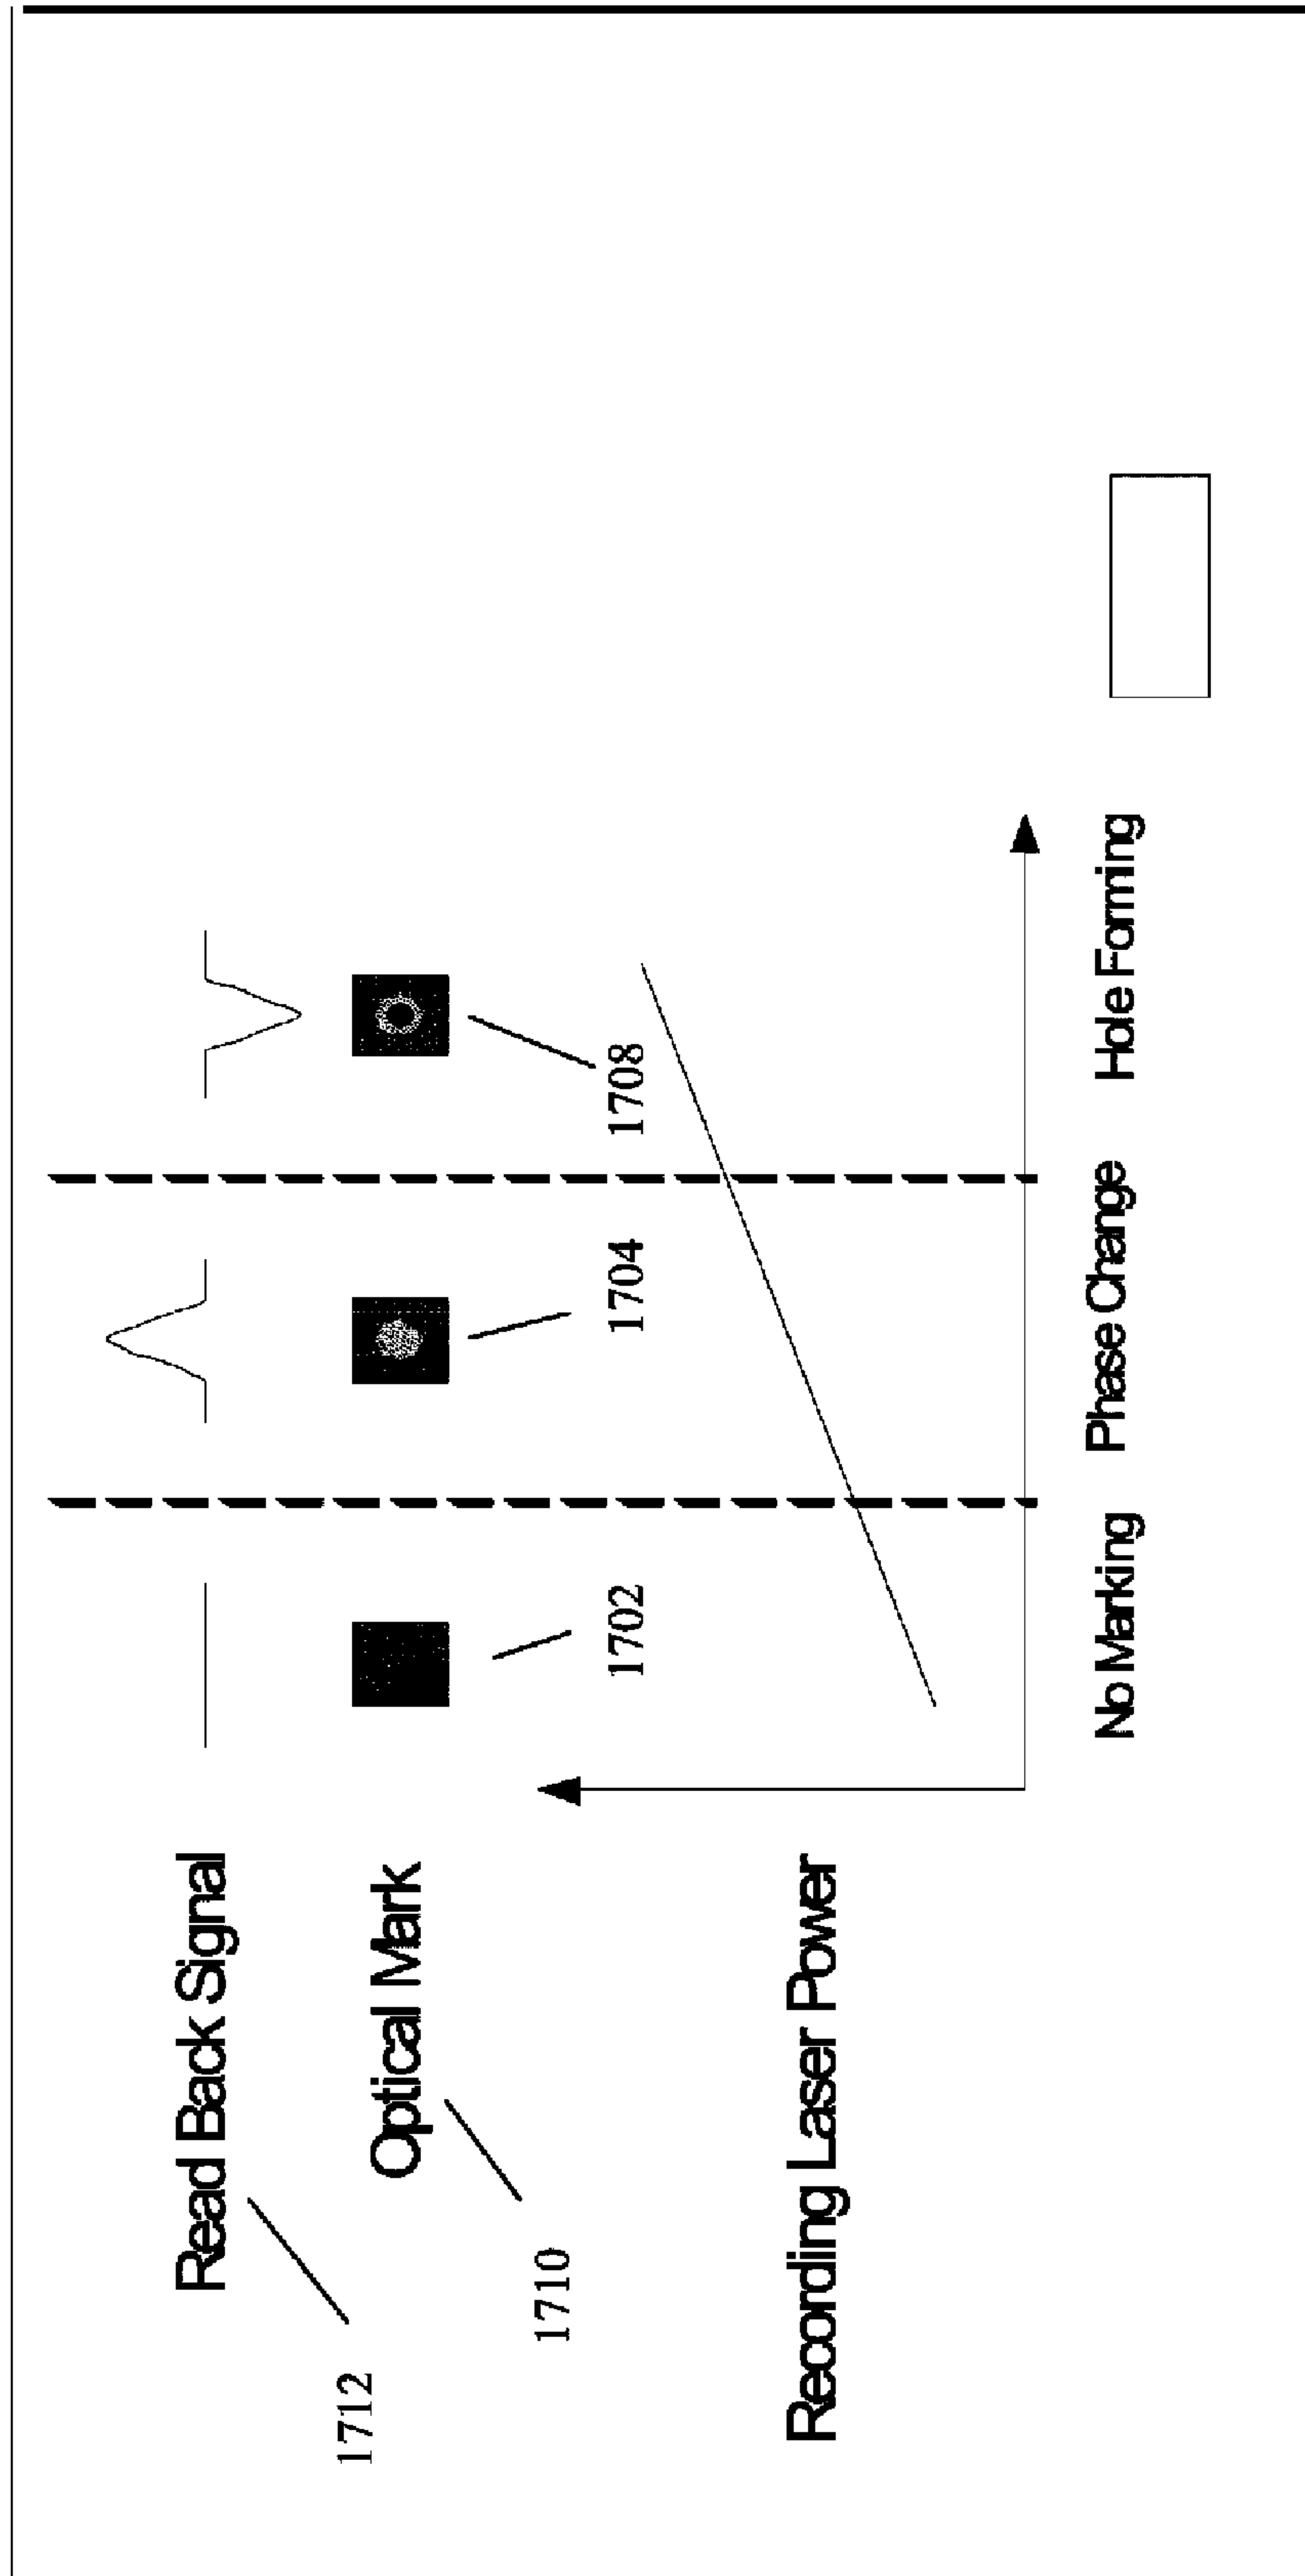 Read Back Signal
1712
Optical Mark
1710
1702
1704
1708
Recording Laser Power
No Marking
Phase Change
Hole Forming